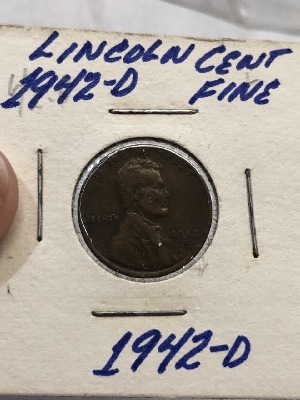 LINCOLN CENT
1942-D FINE
LIBERTY
1942
1942-D